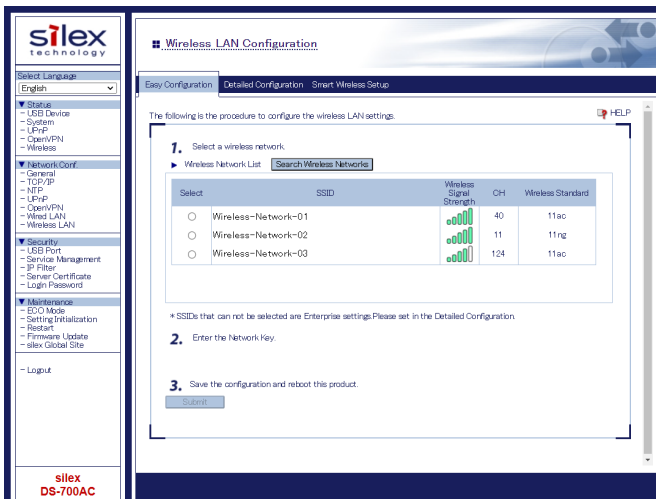 silex
technology
Select Language
English
▼ Status
- USB Device
- System
- UPnP
- OpenVPN
- Wireless
▼ Network Conf.
- General
- TCP/IP
- NTP
- UPnP
- OpenVPN
- Wired LAN
- Wireless LAN
▼ Security
- USB Port
- Service Management
- IP Filter
- Server Certificate
- Login Password
▼ Maintenance
- ECO Mode
- Setting Initialization
- Restart
- Firmware Update
- silex Global Site
- Logout
silex
DS-700AC
Wireless LAN Configuration
Easy Configuration Detailed Configuration Smart Wireless Setup
The following is the procedure to configure the wireless LAN settings.
HELP
1. Select a wireless network.
Wireless Network List Search Wireless Networks
Select SSID Wireless Signal Strength CH Wireless Standard
Wireless-Network-01 40 11ac
Wireless-Network-02 11 11ng
Wireless-Network-03 124 11ac
* SSIDs that can not be selected are Enterprise settings.Please set in the Detailed Configuration.
2. Enter the Network Key.
3. Save the configuration and reboot this product.
Submit